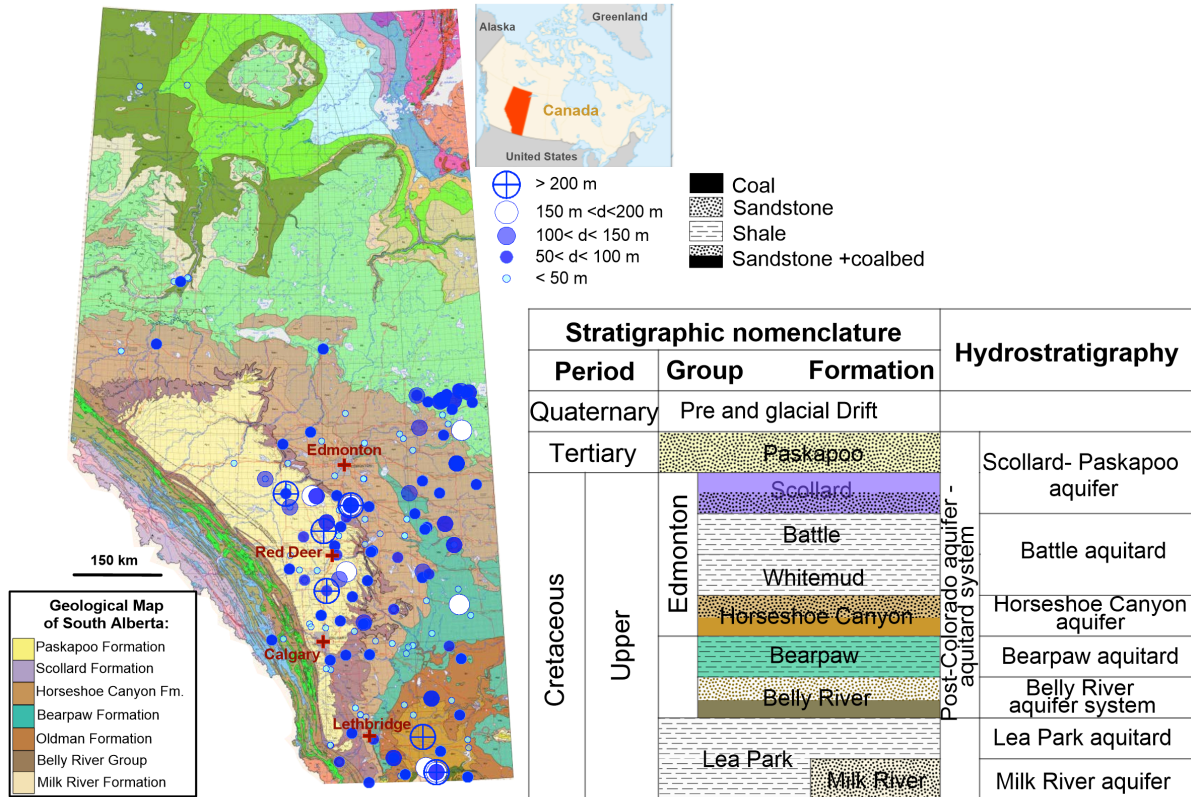 Alaska
Greenland
Canada
United States
> 200 m
150 m <d<200 m
100< d< 150 m
50< d< 100 m
< 50 m
Coal
Sandstone
Shale
Sandstone +coalbed
Edmonton
Red Deer
Calgary
Lethbridge
150 km
Geological Map
of South Alberta:
Paskapoo Formation
Scollard Formation
Horseshoe Canyon Fm.
Bearpaw Formation
Oldman Formation
Belly River Group
Milk River Formation
Stratigraphic nomenclature
Hydrostratigraphy
Period Group Formation
Quaternary Pre and glacial Drift
Tertiary
Cretaceous
Upper
Edmonton
Paskapoo
Scollard
Battle
Whitemud
Horseshoe Canyon
Bearpaw
Belly River
Lea Park
Milk River
Post-Colorado aquifer -
aquitard system
Scollard- Paskapoo
aquifer
Battle aquitard
Horseshoe Canyon
aquifer
Bearpaw aquitard
Belly River
aquifer system
Lea Park aquitard
Milk River aquifer